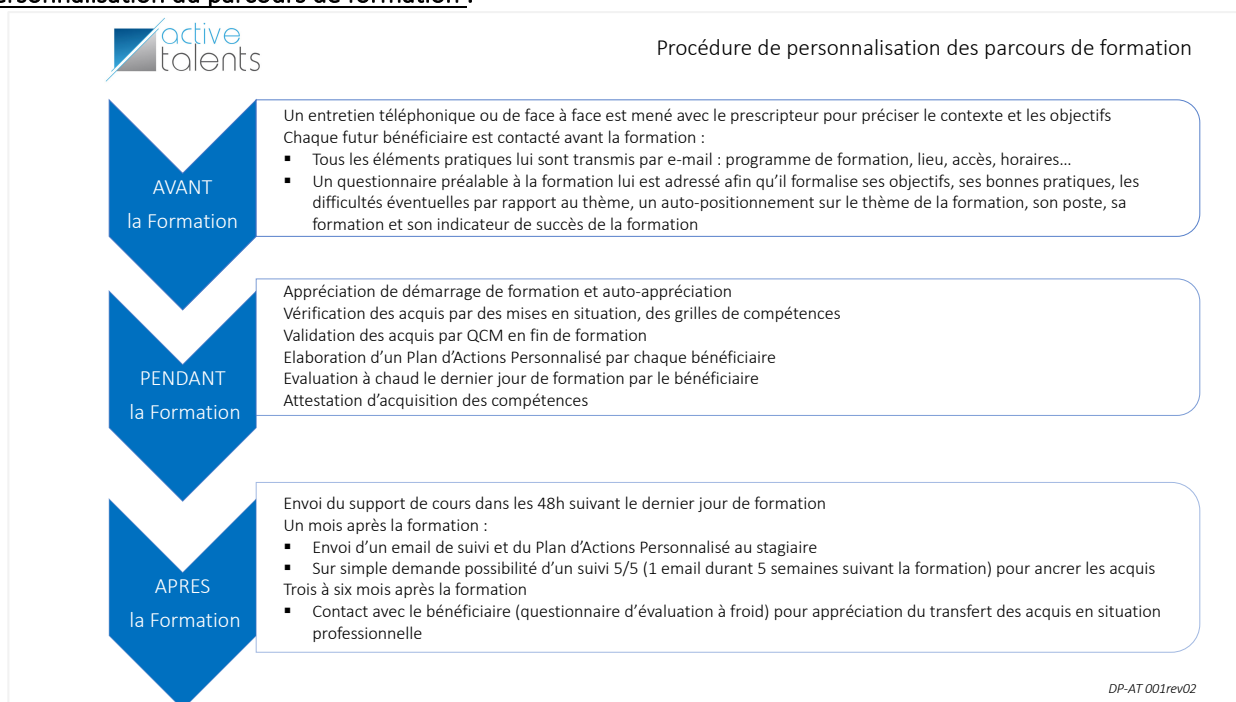 ersonnalisation du parcours de formation :
active
talents
Procédure de personnalisation des parcours de formation
AVANT
la Formation
Un entretien téléphonique ou de face à face est mené avec le prescripteur pour préciser le contexte et les objectifs
Chaque futur bénéficiaire est contacté avant la formation :
▪ Tous les éléments pratiques lui sont transmis par e-mail : programme de formation, lieu, accès, horaires…
▪ Un questionnaire préalable à la formation lui est adressé afin qu’il formalise ses objectifs, ses bonnes pratiques, les
difficultés éventuelles par rapport au thème, un auto-positionnement sur le thème de la formation, son poste, sa
formation et son indicateur de succès de la formation
PENDANT
la Formation
Appréciation de démarrage de formation et auto-appréciation
Vérification des acquis par des mises en situation, des grilles de compétences
Validation des acquis par QCM en fin de formation
Elaboration d’un Plan d’Actions Personnalisé par chaque bénéficiaire
Evaluation à chaud le dernier jour de formation par le bénéficiaire
Attestation d’acquisition des compétences
APRES
la Formation
Envoi du support de cours dans les 48h suivant le dernier jour de formation
Un mois après la formation :
▪ Envoi d’un email de suivi et du Plan d’Actions Personnalisé au stagiaire
▪ Sur simple demande possibilité d’un suivi 5/5 (1 email durant 5 semaines suivant la formation) pour ancrer les acquis
Trois à six mois après la formation
▪ Contact avec le bénéficiaire (questionnaire d’évaluation à froid) pour appréciation du transfert des acquis en situation
professionnelle
DP-AT 001rev02